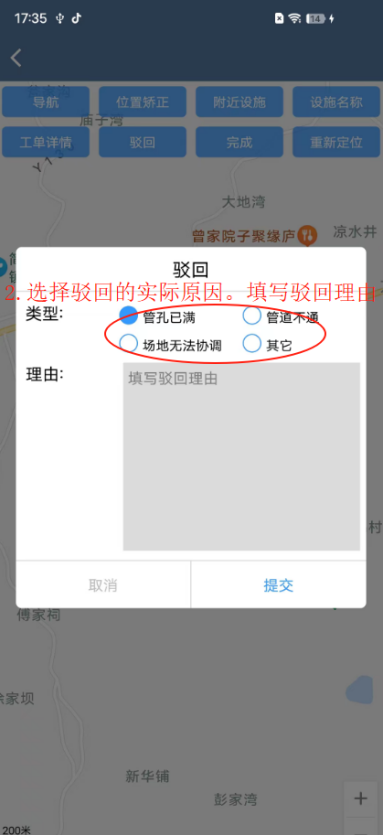 17:35
14
导航 位置矫正 附近设施 设施名称
庙子湾
工单详情 驳回 完成 重新定位
大地湾
曾家院子聚缘庐 凉水井
驳回
2.选择驳回的实际原因。填写驳回理由
类型: 管孔已满 管道不通
场地无法协调 其它
理由: 填写驳回理由
村
取消 提交
傅家祠
家坝
新华铺
彭家湾
200米